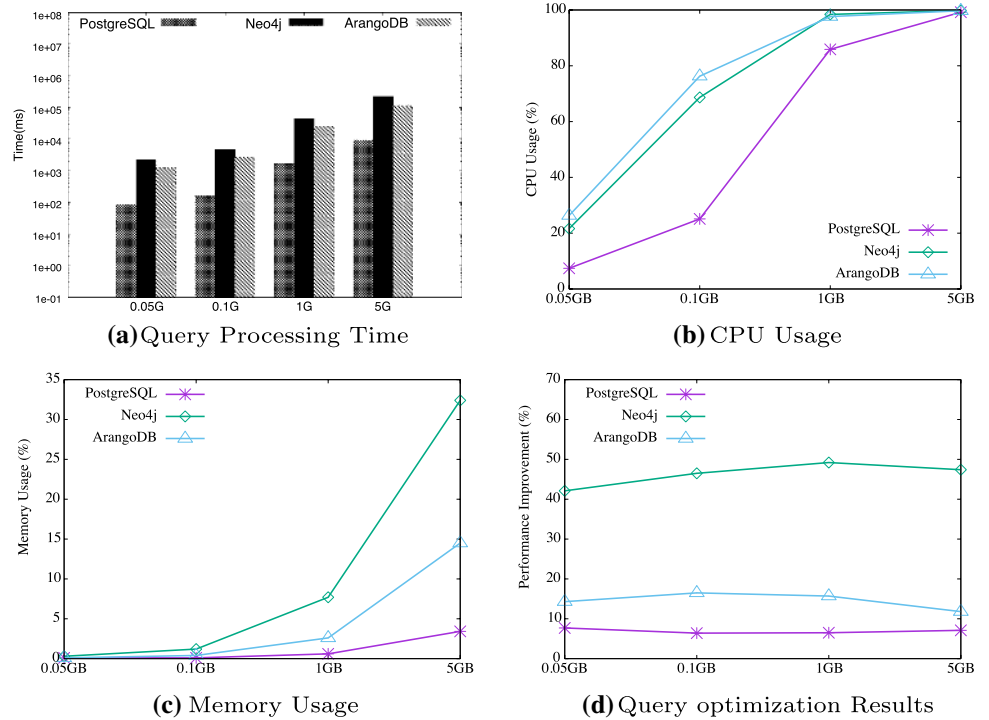 PostgreSQL Neo4j ArangoDB
1e+08
1e+07
1e+06
1e+05
1e+04
1e+03
1e+02
1e+01
1e+00
1e-01
Time(ms)
0.05G 0.1G 1G 5G
(a) Query Processing Time
100
80
60
40
20
0
CPU Usage (%)
PostgreSQL
Neo4j
ArangoDB
0.05GB 0.1GB 1GB 5GB
(b) CPU Usage
35
30
25
20
15
10
5
0
Memory Usage (%)
PostgreSQL
Neo4j
ArangoDB
0.05GB 0.1GB 1GB 5GB
(c) Memory Usage
70
60
50
40
30
20
10
0
Performance Improvement (%)
PostgreSQL
Neo4j
ArangoDB
0.05GB 0.1GB 1GB 5GB
(d) Query optimization Results